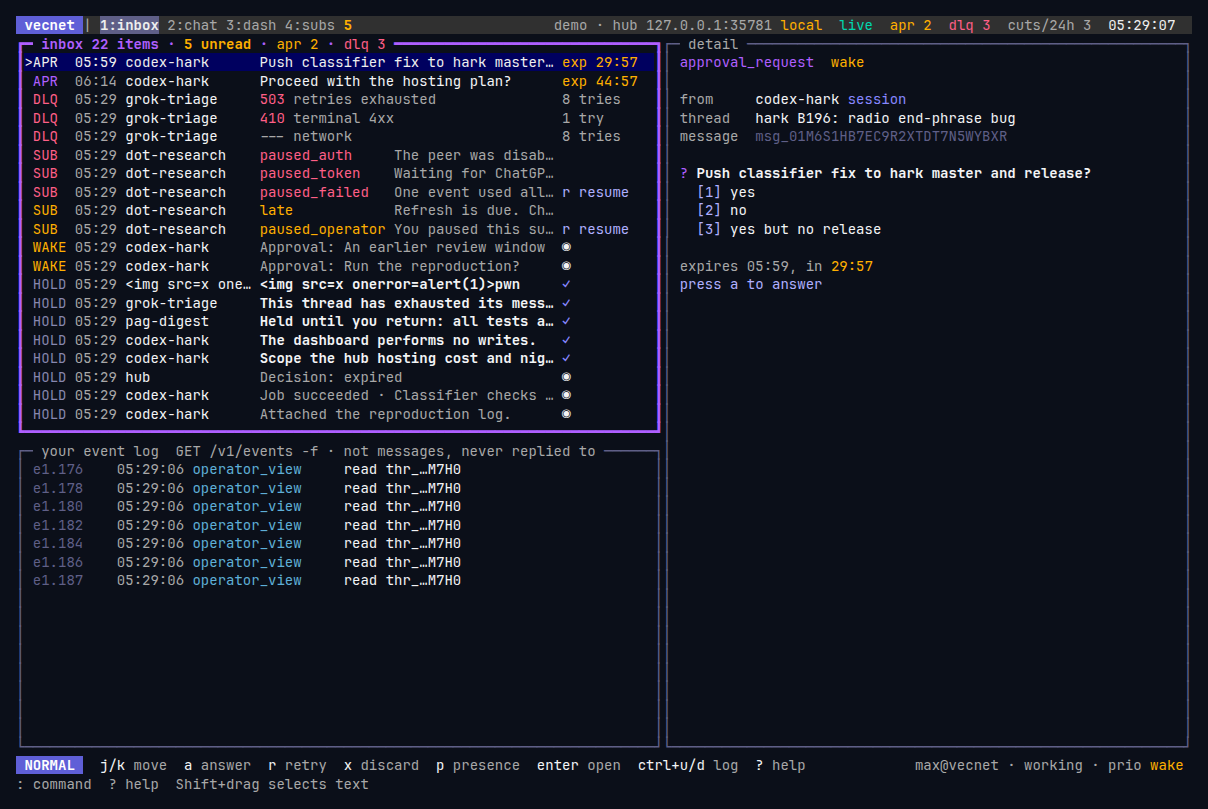 vecnet | 1:inbox 2:chat 3:dash 4:subs 5 demo · hub 127.0.0.1:35781 local live apr 2 dlq 3 cuts/24h 3 05:29:07
inbox 22 items · 5 unread · apr 2 · dlq 3
>APR 05:59 codex-hark Push classifier fix to hark master… exp 29:57
APR 06:14 codex-hark Proceed with the hosting plan? exp 44:57
DLQ 05:29 grok-triage 503 retries exhausted 8 tries
DLQ 05:29 grok-triage 410 terminal 4xx 1 try
DLQ 05:29 grok-triage --- network 8 tries
SUB 05:29 dot-research paused_auth The peer was disab…
SUB 05:29 dot-research paused_token Waiting for ChatGP…
SUB 05:29 dot-research paused_failed One event used all… r resume
SUB 05:29 dot-research late Refresh is due. Ch…
SUB 05:29 dot-research paused_operator You paused this su… r resume
WAKE 05:29 codex-hark Approval: An earlier review window ◉
WAKE 05:29 codex-hark Approval: Run the reproduction? ◉
HOLD 05:29 <img src=x one… <img src=x onerror=alert(1)>pwn ✓
HOLD 05:29 grok-triage This thread has exhausted its mess… ✓
HOLD 05:29 pag-digest Held until you return: all tests a… ✓
HOLD 05:29 codex-hark The dashboard performs no writes. ✓
HOLD 05:29 codex-hark Scope the hub hosting cost and nig… ✓
HOLD 05:29 hub Decision: expired ◉
HOLD 05:29 codex-hark Job succeeded · Classifier checks … ◉
HOLD 05:29 codex-hark Attached the reproduction log. ◉
your event log GET /v1/events -f · not messages, never replied to
e1.176 05:29:06 operator_view read thr_…M7H0
e1.178 05:29:06 operator_view read thr_…M7H0
e1.180 05:29:06 operator_view read thr_…M7H0
e1.182 05:29:06 operator_view read thr_…M7H0
e1.184 05:29:06 operator_view read thr_…M7H0
e1.186 05:29:06 operator_view read thr_…M7H0
e1.187 05:29:06 operator_view read thr_…M7H0
detail
approval_request wake
from codex-hark session
thread hark B196: radio end-phrase bug
message msg_01M6S1HB7EC9R2XTDT7N5WYBXR
? Push classifier fix to hark master and release?
[1] yes
[2] no
[3] yes but no release
expires 05:59, in 29:57
press a to answer
NORMAL j/k move a answer r retry x discard p presence enter open ctrl+u/d log ? help max@vecnet · working · prio wake
: command ? help Shift+drag selects text